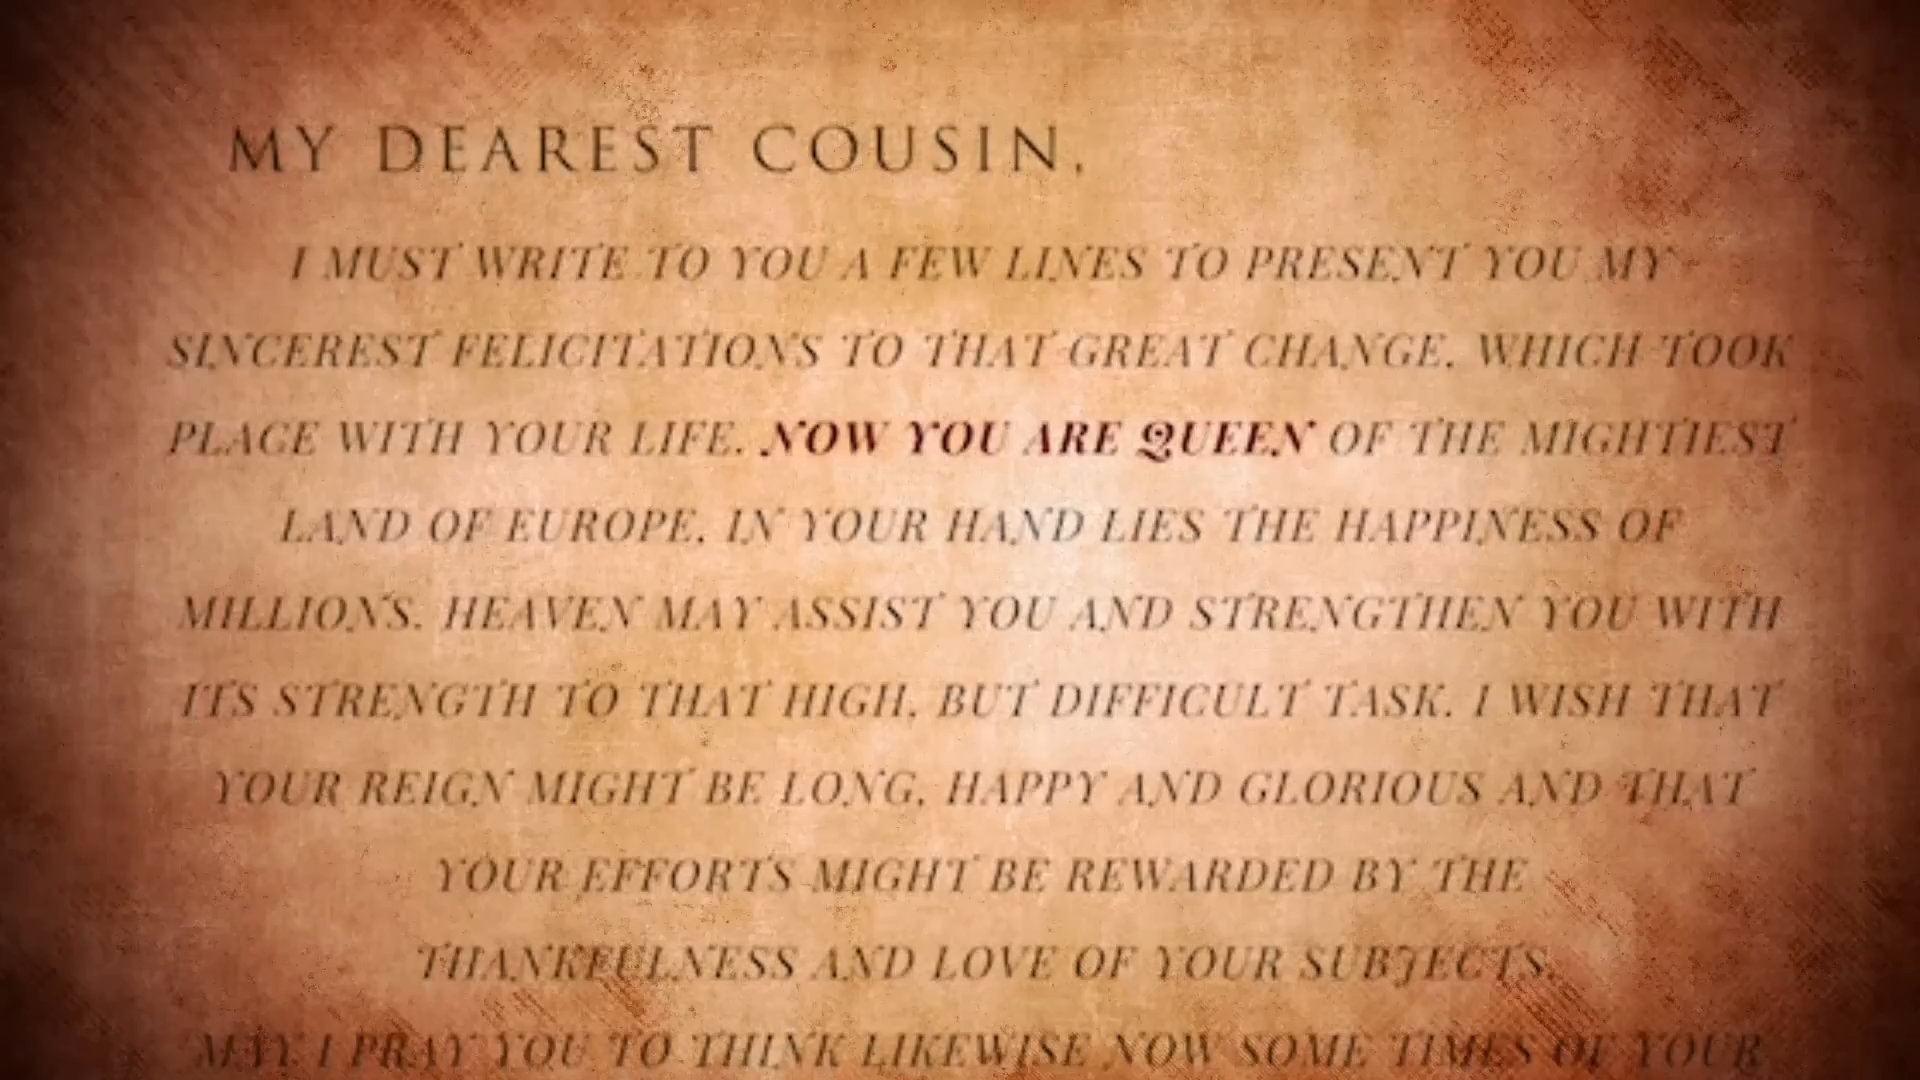 MY DEAREST COUSIN,
I MUST WRITE TO YOU A FEW LINES TO PRESENT YOU MY
SINCEREST FELICITATIONS TO THAT GREAT CHANGE, WHICH TOOK
PLACE WITH YOUR LIFE. NOW YOU ARE QUEEN OF THE MIGHTIEST
LAND OF EUROPE, IN YOUR HAND LIES THE HAPPINESS OF
MILLIONS. HEAVEN MAY ASSIST YOU AND STRENGTHEN YOU WITH
ITS STRENGTH TO THAT HIGH, BUT DIFFICULT TASK. I WISH THAT
YOUR REIGN MIGHT BE LONG, HAPPY AND GLORIOUS AND THAT
YOUR EFFORTS MIGHT BE REWARDED BY THE
THANKFULNESS AND LOVE OF YOUR SUBJECTS.
MAY I PRAY YOU TO THINK LIKEWISE NOW SOME TIMES OF YOUR